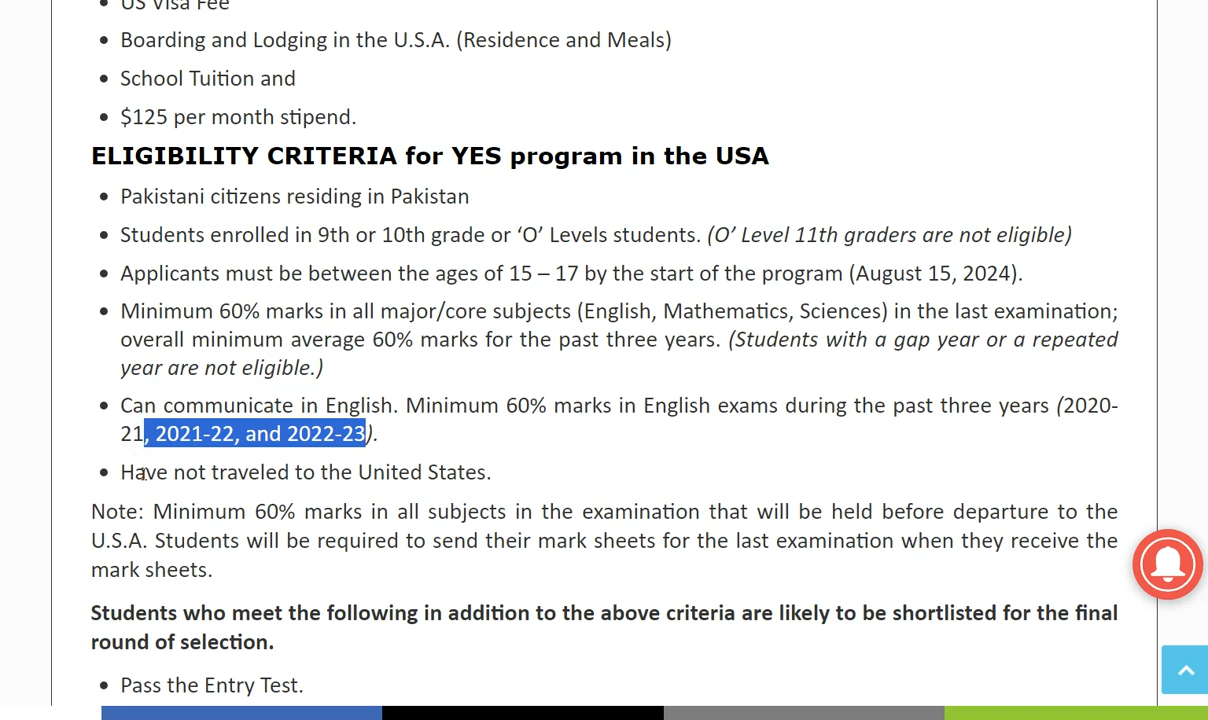 • US Visa Fee
• Boarding and Lodging in the U.S.A. (Residence and Meals)
• School Tuition and
• $125 per month stipend.
ELIGIBILITY CRITERIA for YES program in the USA
• Pakistani citizens residing in Pakistan
• Students enrolled in 9th or 10th grade or ‘O’ Levels students. (O’ Level 11th graders are not eligible)
• Applicants must be between the ages of 15 – 17 by the start of the program (August 15, 2024).
• Minimum 60% marks in all major/core subjects (English, Mathematics, Sciences) in the last examination;
overall minimum average 60% marks for the past three years. (Students with a gap year or a repeated
year are not eligible.)
• Can communicate in English. Minimum 60% marks in English exams during the past three years (2020-
21, 2021-22, and 2022-23).
• Have not traveled to the United States.
Note: Minimum 60% marks in all subjects in the examination that will be held before departure to the
U.S.A. Students will be required to send their mark sheets for the last examination when they receive the
mark sheets.
Students who meet the following in addition to the above criteria are likely to be shortlisted for the final
round of selection.
• Pass the Entry Test.